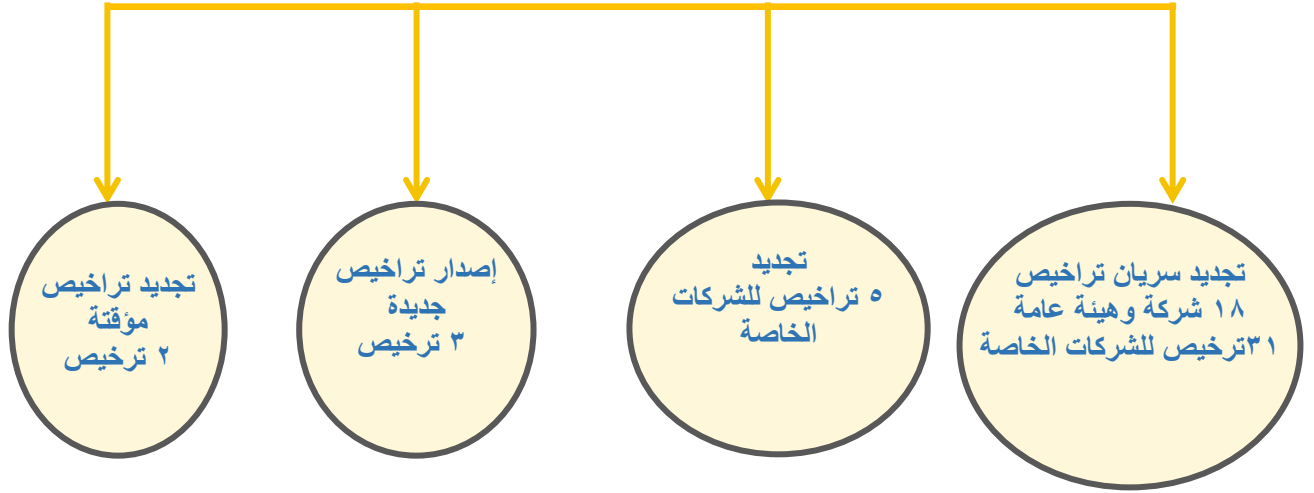 تجديد سريان تراخيص
١٨ شركة وهيئة عامة
٣١ترخيص للشركات الخاصة
تجديد
٥ تراخيص للشركات
الخاصة
إصدار تراخيص
جديدة
٣ ترخيص
تجديد تراخيص
مؤقتة
٢ ترخيص